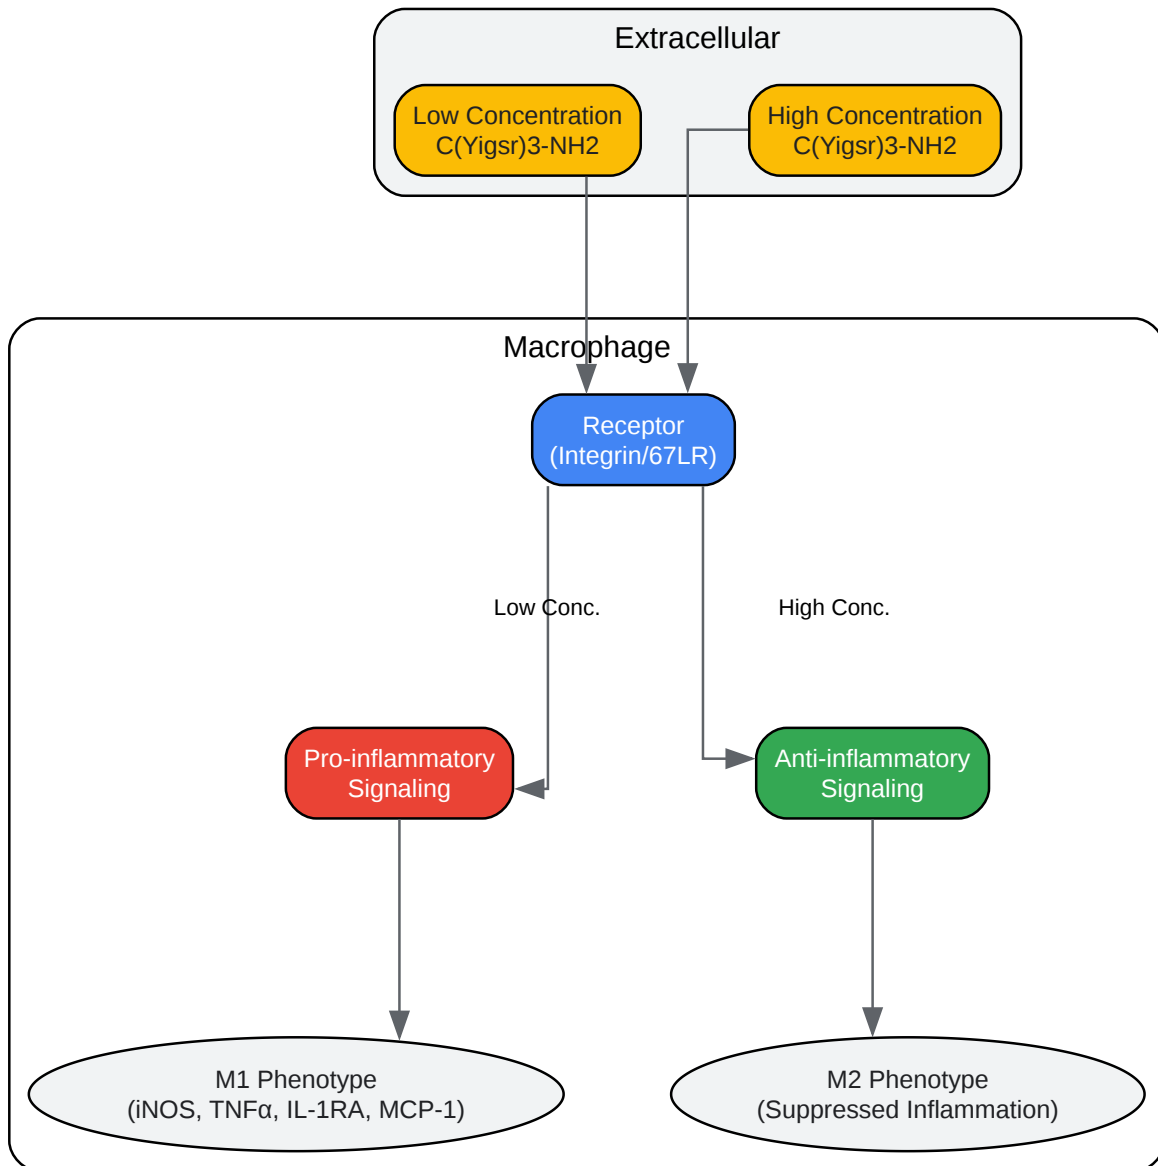 Extracellular
Low Concentration
C(Yigsr)3-NH2
High Concentration
C(Yigsr)3-NH2
Macrophage
Receptor
(Integrin/67LR)
Low Conc.
High Conc.
Pro-inflammatory
Signaling
Anti-inflammatory
Signaling
M1 Phenotype
(iNOS, TNFα, IL-1RA, MCP-1)
M2 Phenotype
(Suppressed Inflammation)